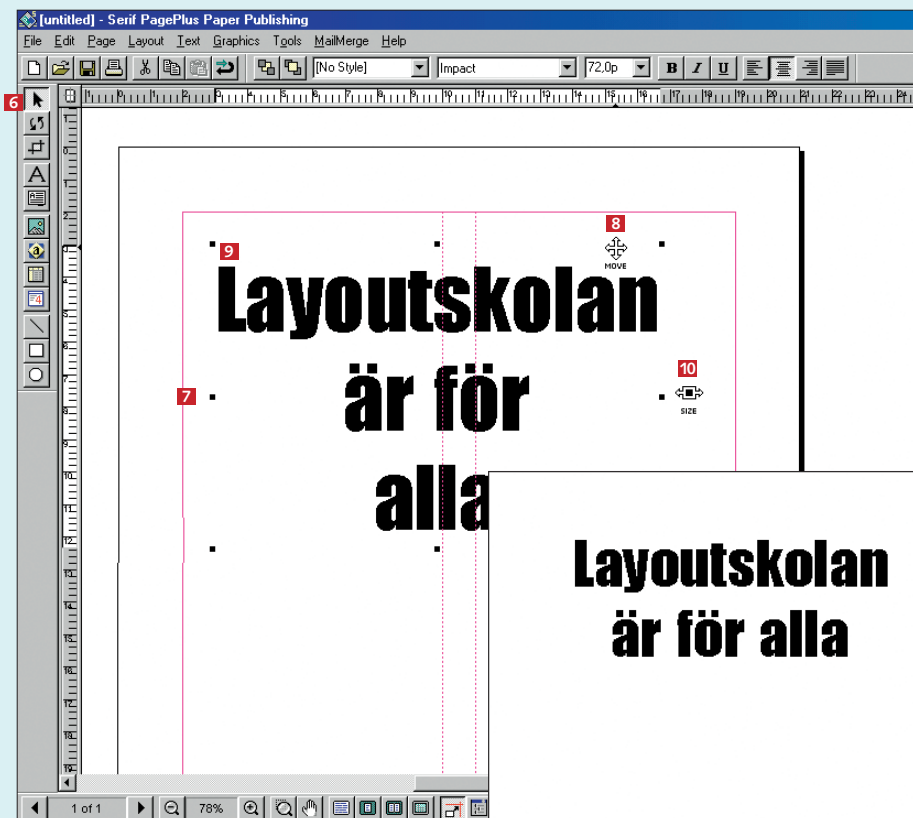 [untitled] - Serif PagePlus Paper Publishing
File Edit Page Layout Text Graphics Tools MailMerge Help
[No Style] Impact 72,0p B I U
6
8
MOVE
9
Layoutskolan
7
är för
10
SIZE
alla
Layoutskolan
är för alla
1 of 1 78%